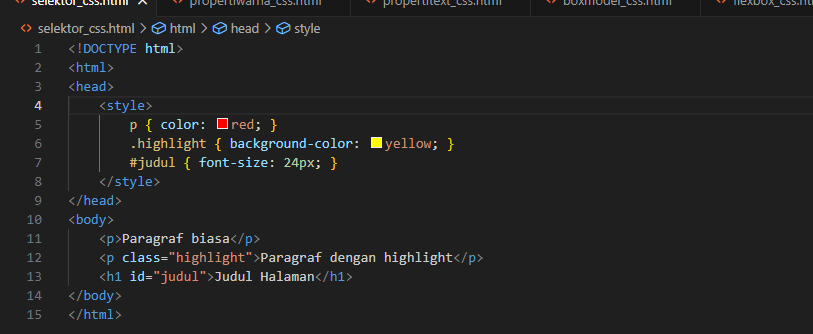 selektor_css.html propertiwarna_css.html propertitext_css.html boxmodel_css.html flexbox_css.html
selektor_css.html > html > head > style
1 <!DOCTYPE html>
2 <html>
3 <head>
4 <style>
5 p { color: red; }
6 .highlight { background-color: yellow; }
7 #judul { font-size: 24px; }
8 </style>
9 </head>
10 <body>
11 <p>Paragraf biasa</p>
12 <p class="highlight">Paragraf dengan highlight</p>
13 <h1 id="judul">Judul Halaman</h1>
14 </body>
15 </html>